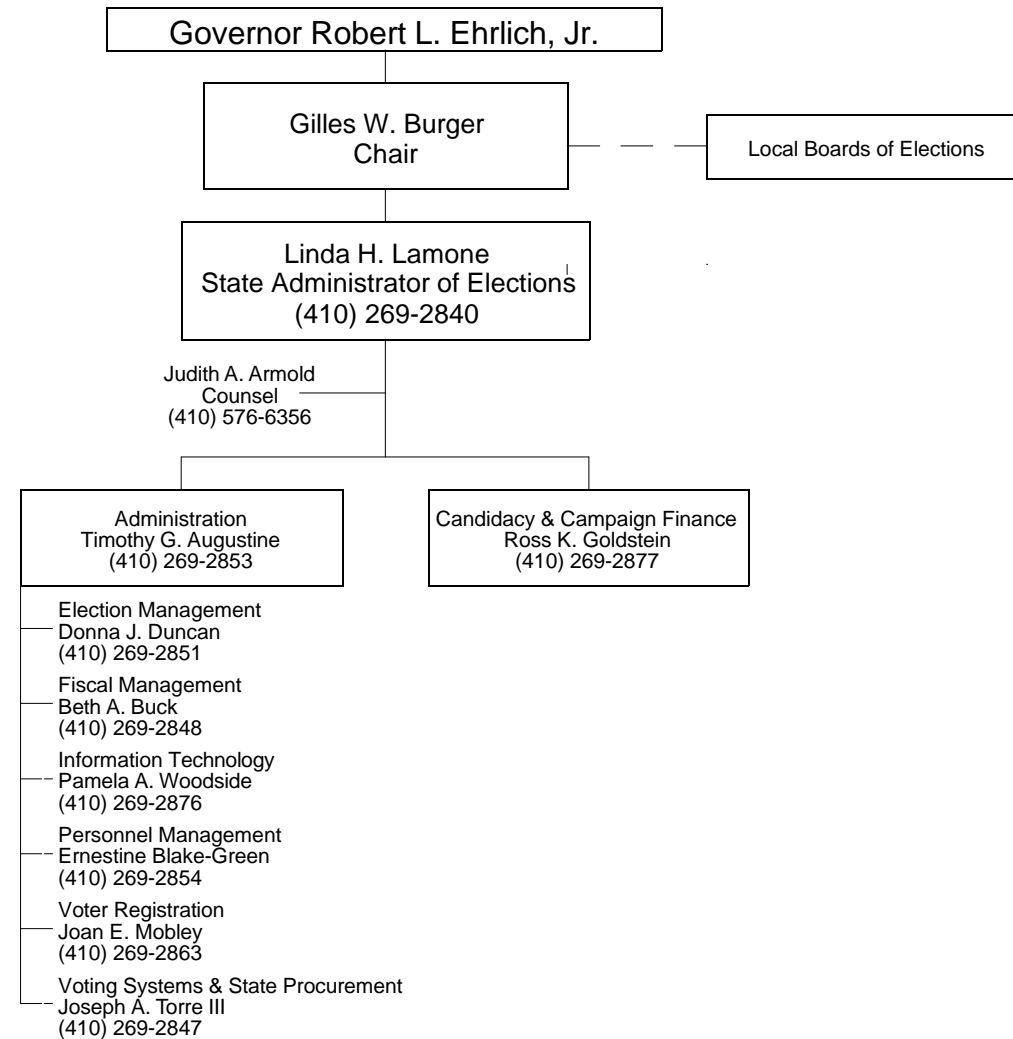 Governor Robert L. Ehrlich, Jr.
Gilles W. Burger
Chair
Local Boards of Elections
Linda H. Lamone
State Administrator of Elections
(410) 269-2840
Judith A. Armold
Counsel
(410) 576-6356
Administration
Timothy G. Augustine
(410) 269-2853
Candidacy & Campaign Finance
Ross K. Goldstein
(410) 269-2877
Election Management
Donna J. Duncan
(410) 269-2851
Fiscal Management
Beth A. Buck
(410) 269-2848
Information Technology
Pamela A. Woodside
(410) 269-2876
Personnel Management
Ernestine Blake-Green
(410) 269-2854
Voter Registration
Joan E. Mobley
(410) 269-2863
Voting Systems & State Procurement
Joseph A. Torre III
(410) 269-2847